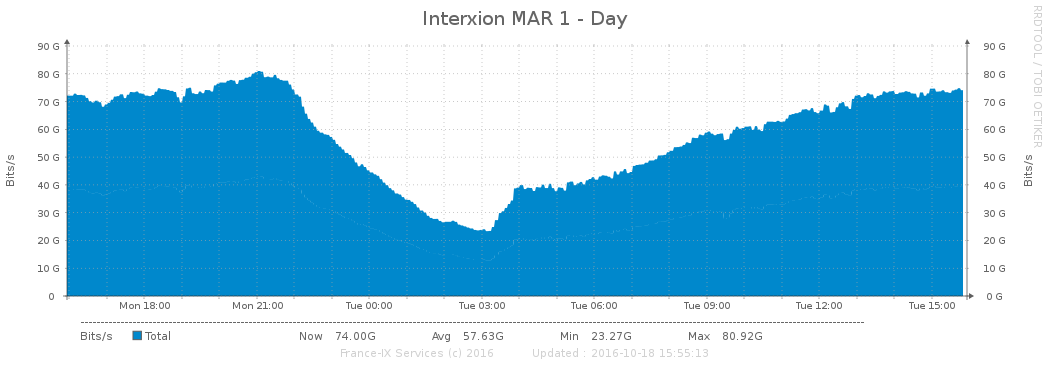 Interxion MAR 1 - Day
RRDTOOL / TOBI OETIKER
Bits/s
90 G
80 G
70 G
60 G
50 G
40 G
30 G
20 G
10 G
0
90 G
80 G
70 G
60 G
50 G
40 G
30 G
20 G
10 G
0 G
Bits/s
Mon 18:00 Mon 21:00 Tue 00:00 Tue 03:00 Tue 06:00 Tue 09:00 Tue 12:00 Tue 15:00
Bits/s Total Now 74.00G Avg 57.63G Min 23.27G Max 80.92G
France-IX Services (c) 2016 Updated : 2016-10-18 15:55:13